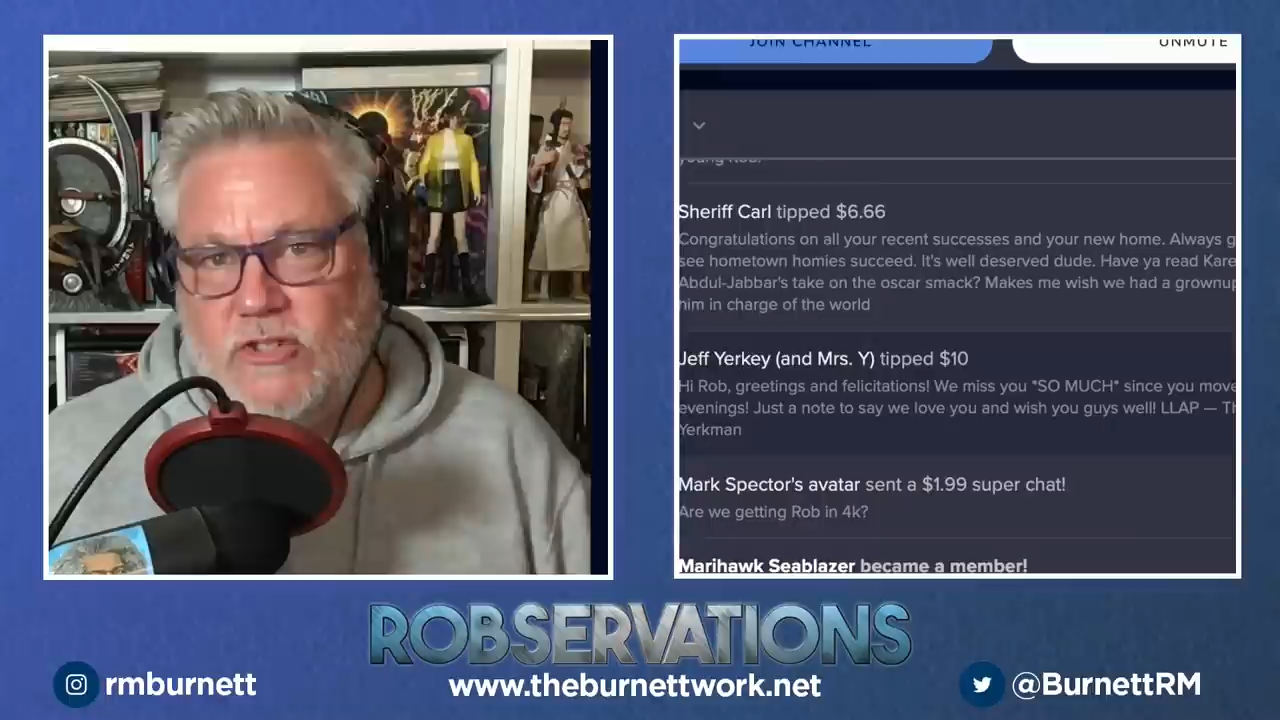 JOIN CHANNEL
UNMUTE
young Rob!
Sheriff Carl tipped $6.66
Congratulations on all your recent successes and your new home. Always g
see hometown homies succeed. It's well deserved dude. Have ya read Kare
Abdul-Jabbar's take on the oscar smack? Makes me wish we had a grownup
him in charge of the world
Jeff Yerkey (and Mrs. Y) tipped $10
Hi Rob, greetings and felicitations! We miss you *SO MUCH* since you move
evenings! Just a note to say we love you and wish you guys well! LLAP — Th
Yerkman
Mark Spector's avatar sent a $1.99 super chat!
Are we getting Rob in 4k?
Marihawk Seablazer became a member!
ROBSERVATIONS
rmburnett
www.theburnettwork.net
@BurnettRM